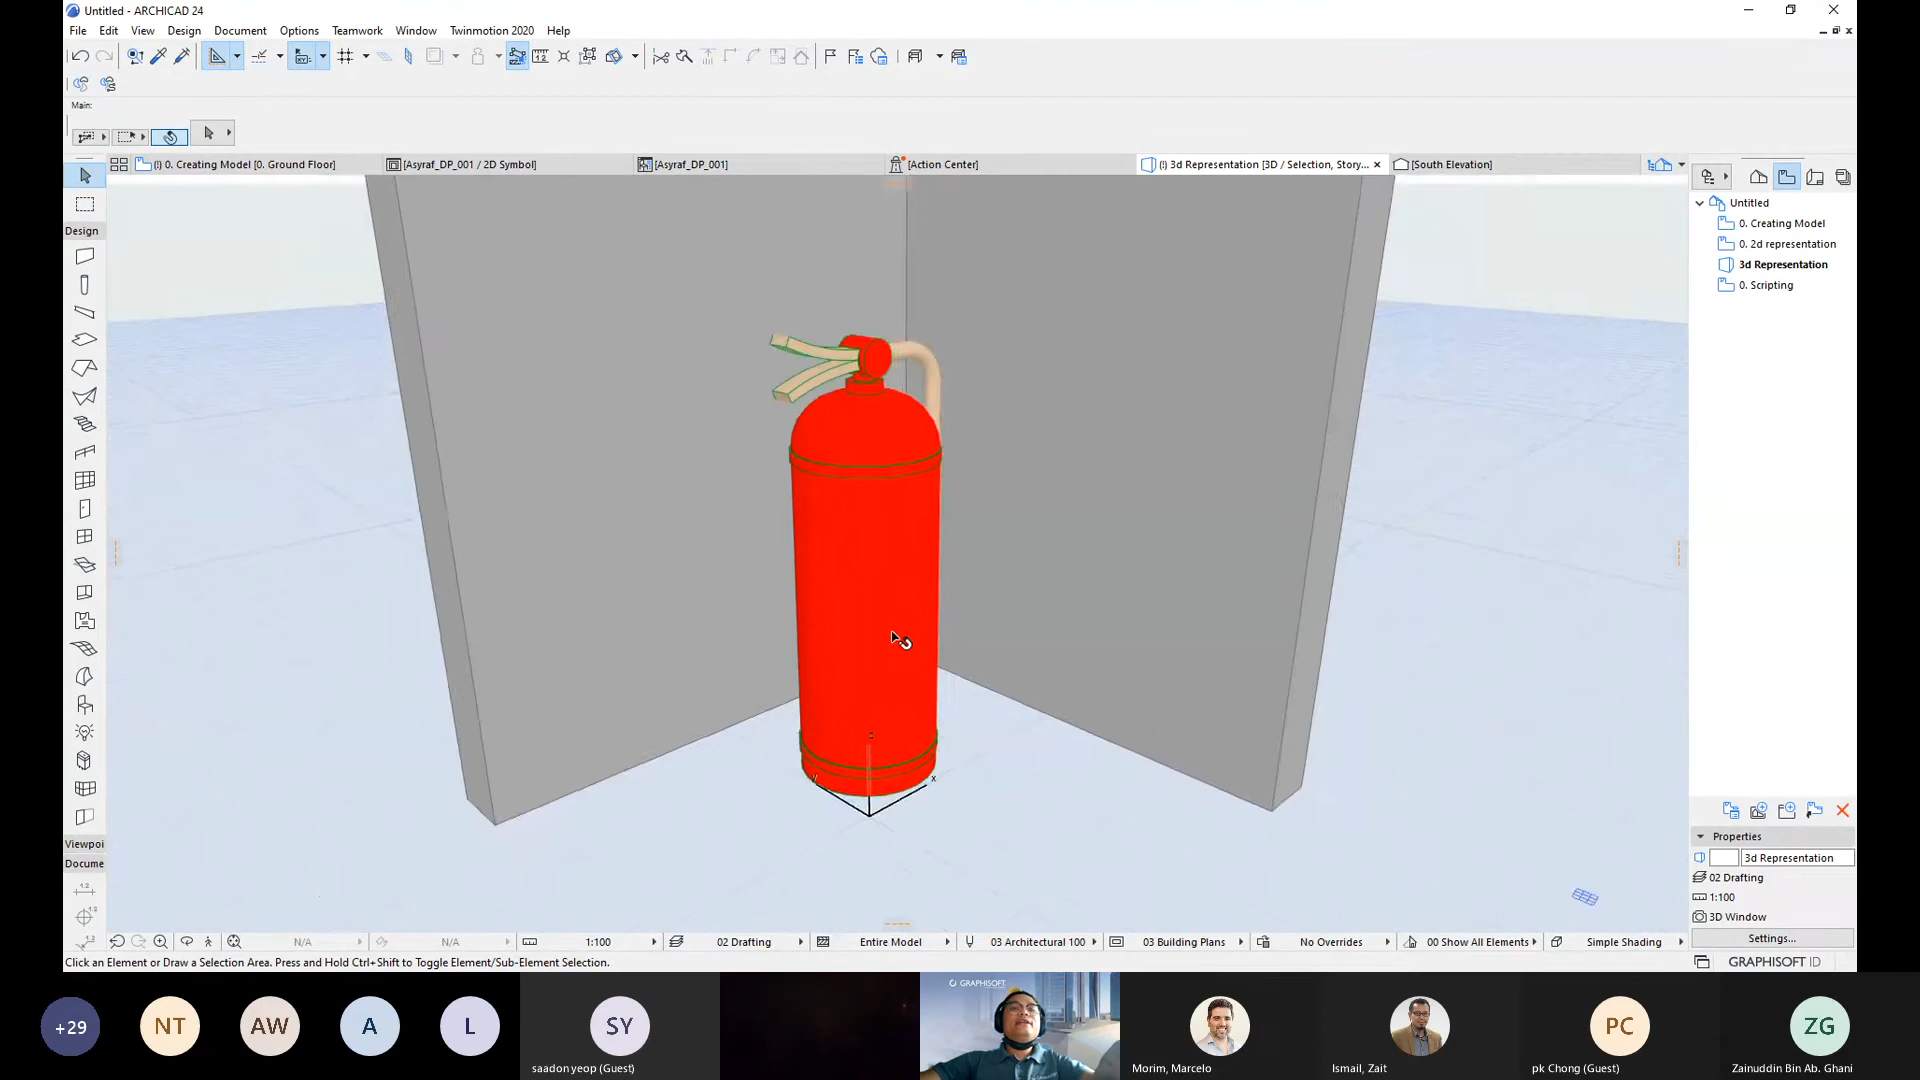 Untitled - ARCHICAD 24
File Edit View Design Document Options Teamwork Window Twinmotion 2020 Help
Main:
(!) 0. Creating Model [0. Ground Floor]
[Asyraf_DP_001 / 2D Symbol]
[Asyraf_DP_001]
[Action Center]
(!) 3d Representation [3D / Selection, Story...
[South Elevation]
Design
Untitled
0. Creating Model
0. 2d representation
3d Representation
0. Scripting
z
y
x
Viewpoi
Docume
Properties
3d Representation
02 Drafting
1:100
3D Window
Settings...
N/A
N/A
1:100
02 Drafting
Entire Model
03 Architectural 100
03 Building Plans
No Overrides
00 Show All Elements
Simple Shading
Click an Element or Draw a Selection Area. Press and Hold Ctrl+Shift to Toggle Element/Sub-Element Selection.
GRAPHISOFT ID
+29
NT
AW
A
L
SY
saadon yeop (Guest)
GRAPHISOFT
Morim, Marcelo
Ismail, Zait
PC
pk Chong (Guest)
ZG
Zainuddin Bin Ab. Ghani